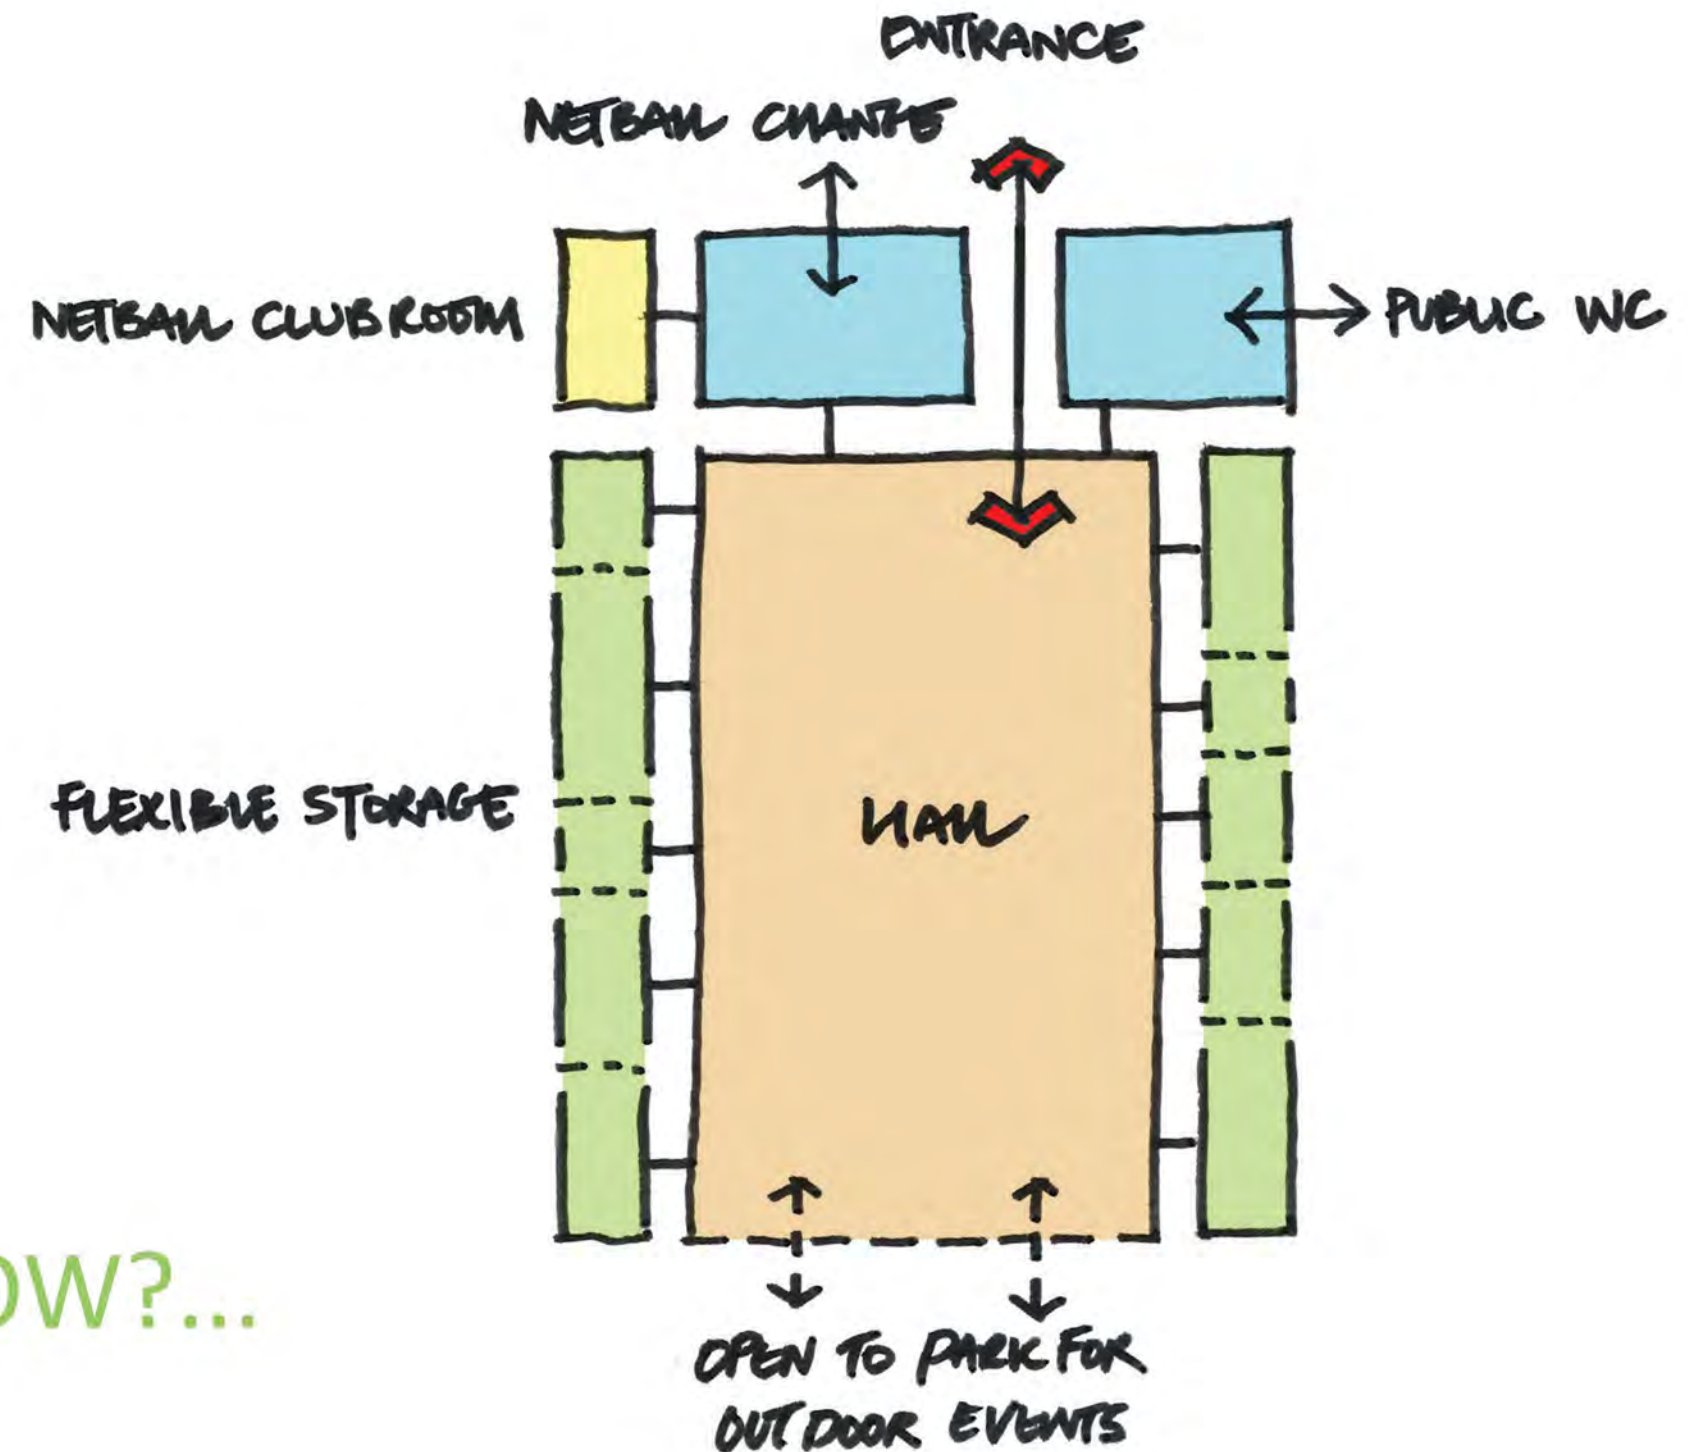 ENTRANCE
NETBALL CHANGE
NETBALL CLUBROOM
PUBLIC WC
FLEXIBLE STORAGE
HALL
OW?...
OPEN TO PARK FOR
OUTDOOR EVENTS